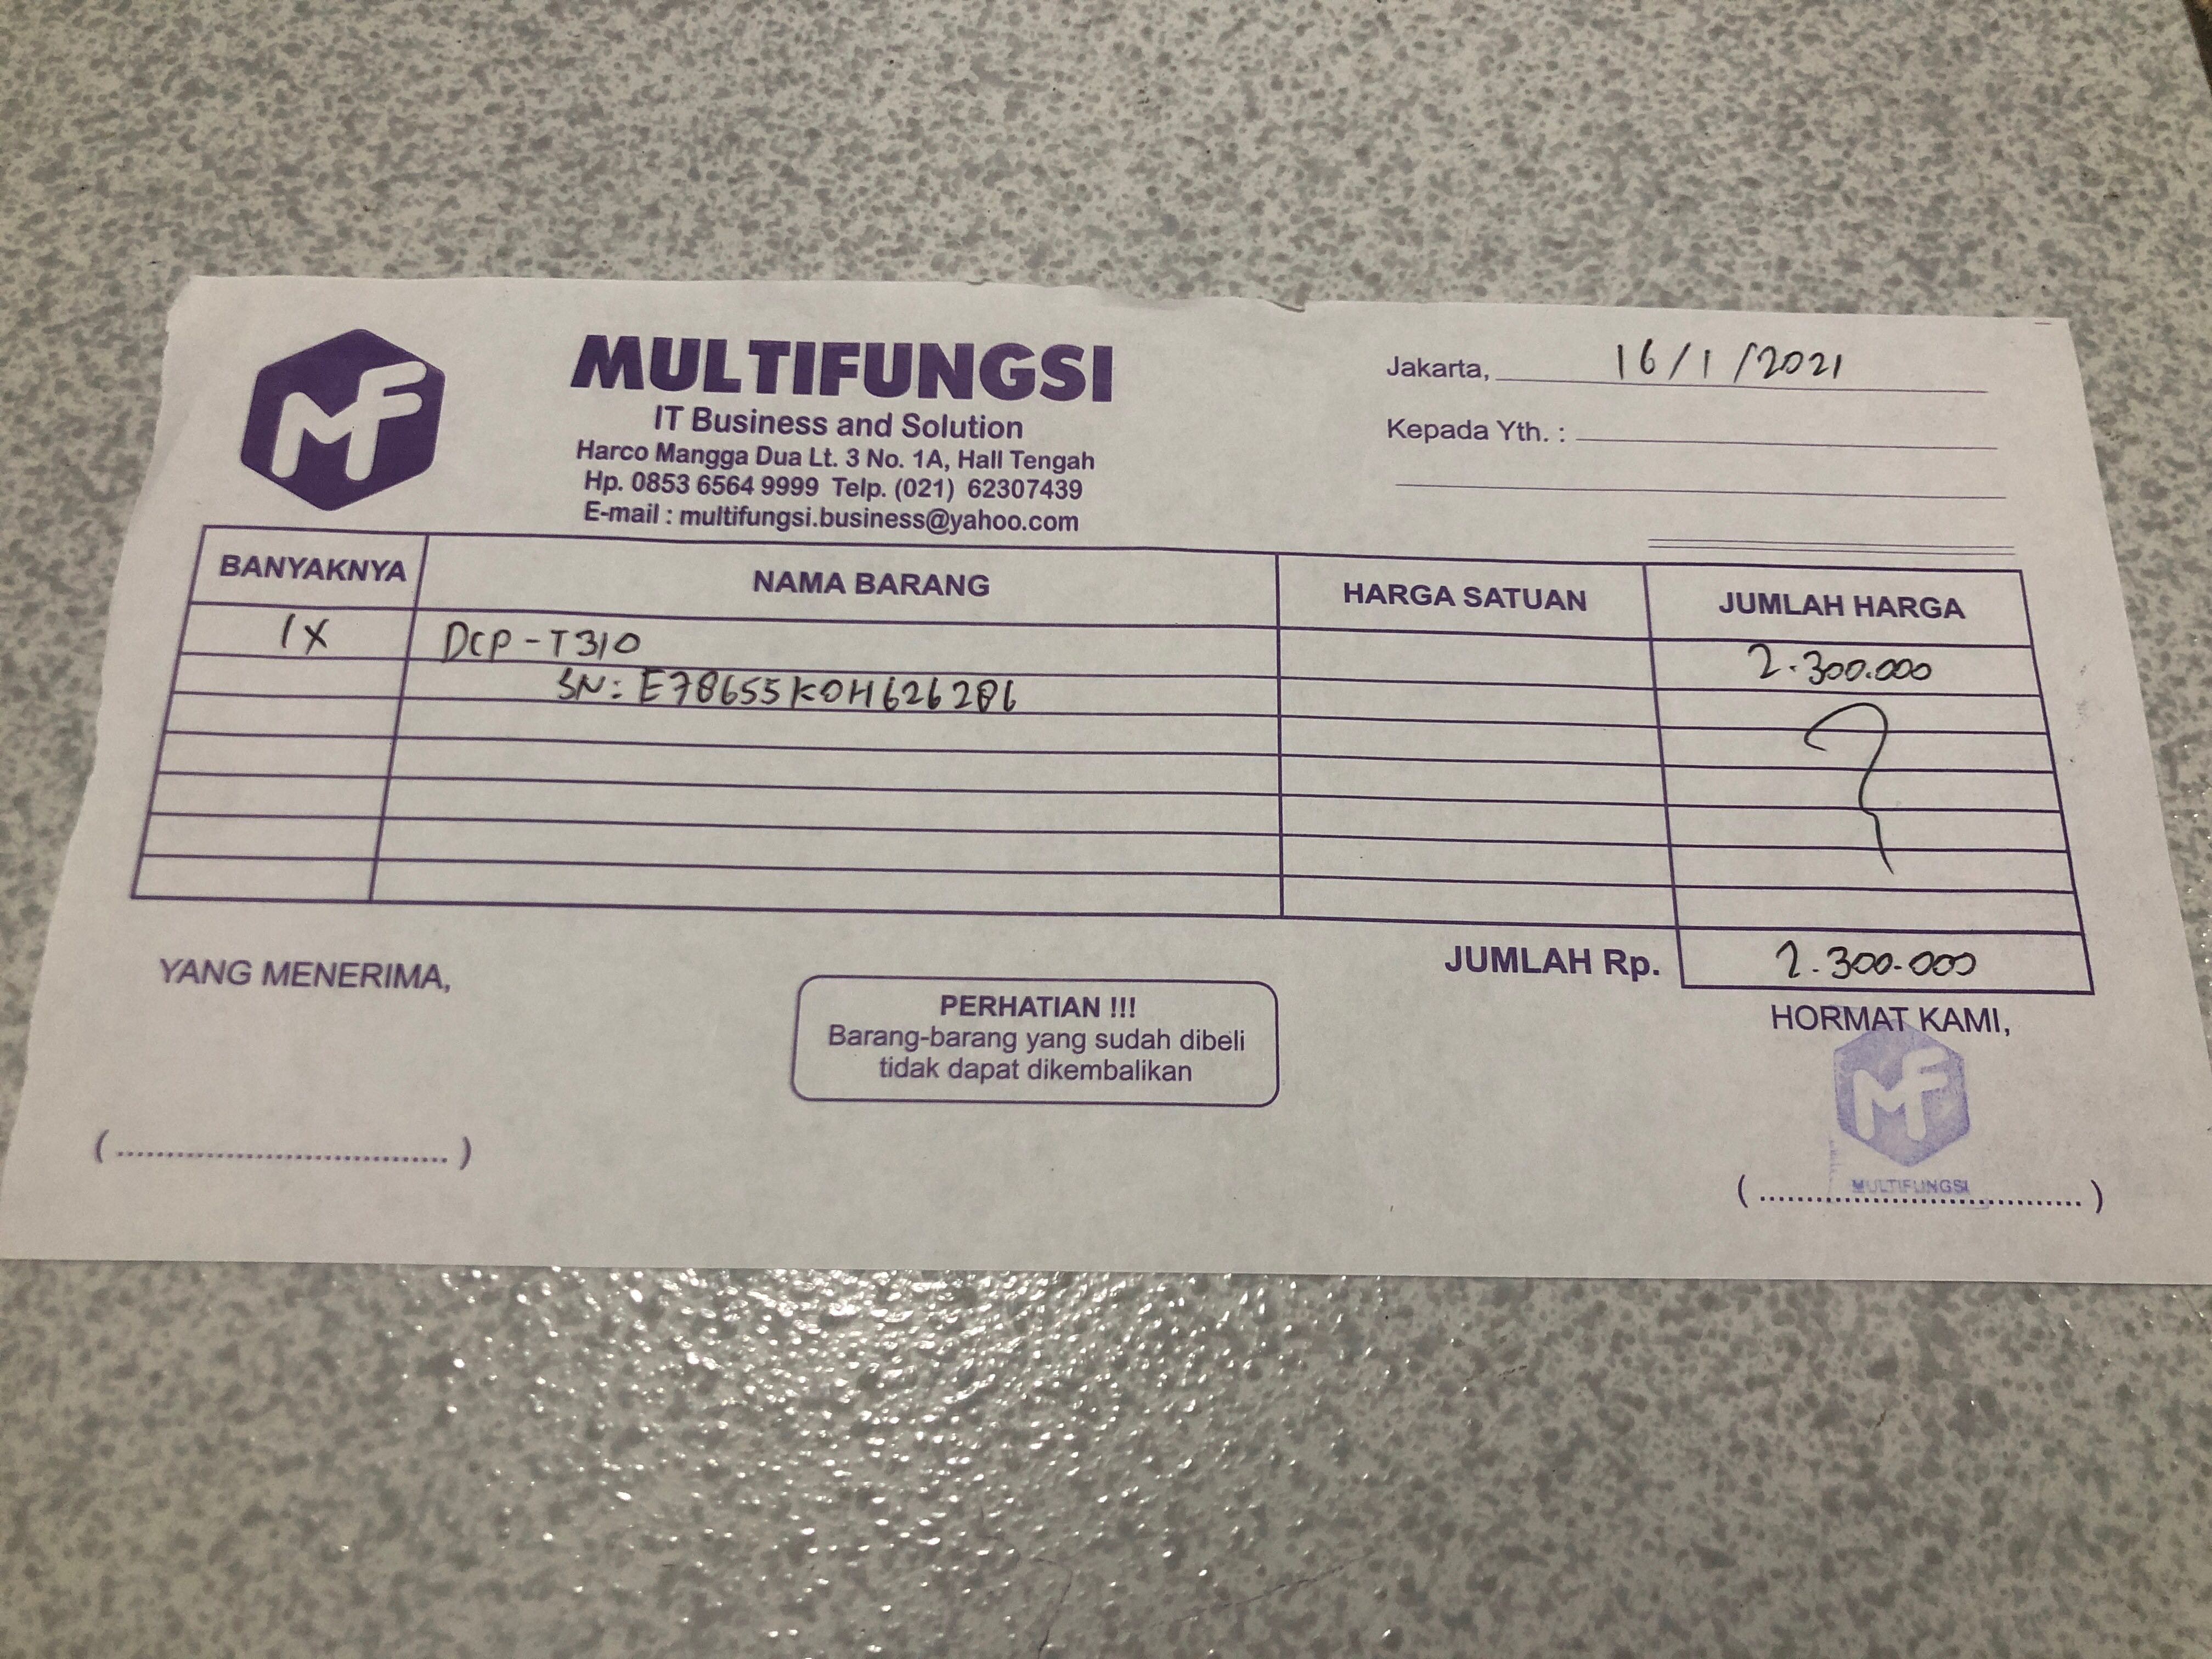 MF
MULTIFUNGSI
IT Business and Solution
Harco Mangga Dua Lt. 3 No. 1A, Hall Tengah
Hp. 0853 6564 9999 Telp. (021) 62307439
E-mail : multifungsi.business@yahoo.com
Jakarta, 16/1/2021
Kepada Yth. :
BANYAKNYA NAMA BARANG HARGA SATUAN JUMLAH HARGA
1X DCP-T310 2.300.000
SN: E78655K0H626286
JUMLAH Rp. 2.300.000
YANG MENERIMA,
PERHATIAN !!!
Barang-barang yang sudah dibeli
tidak dapat dikembalikan
HORMAT KAMI,
MF
MULTIFUNGSI
(..................................)
(..................................)